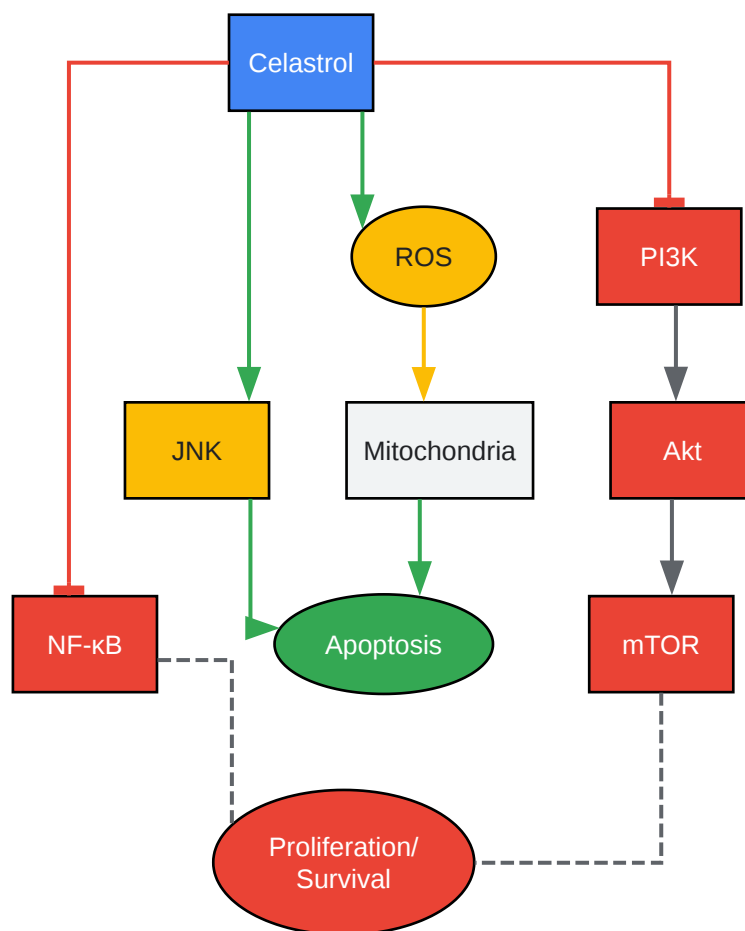 Celastrol
ROS
PI3K
JNK
Mitochondria
Akt
NF-κB
Apoptosis
mTOR
Proliferation/
Survival